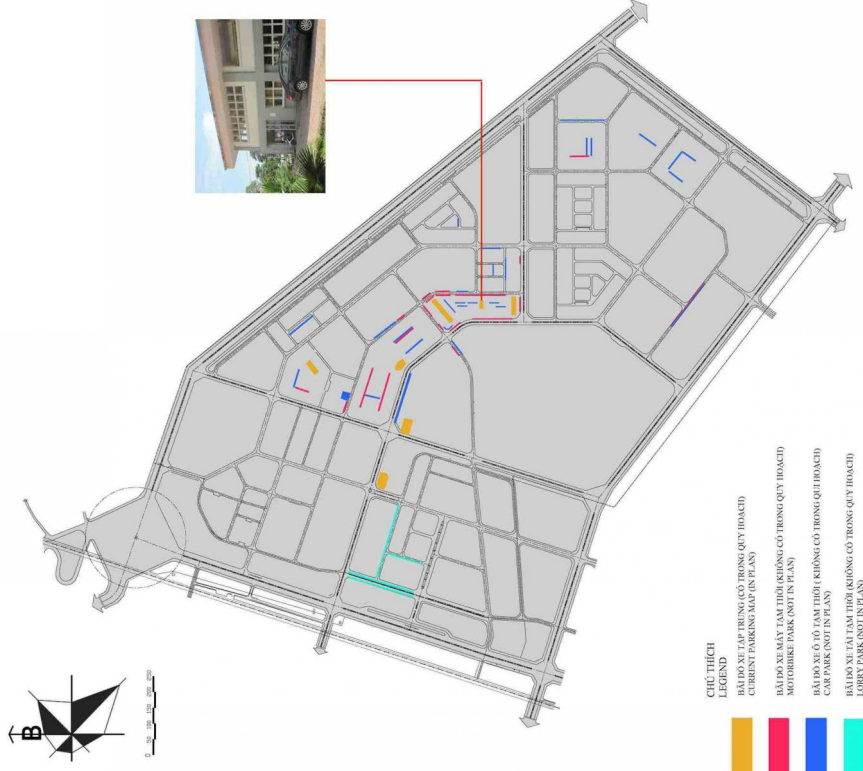 B
0 50 100 150 200 250
CHÚ THÍCH
LEGEND
BÃI ĐỖ XE TẬP TRUNG (CÓ TRONG QUY HOẠCH)
CURRENT PARKING MAP (IN PLAN)
BÃI ĐỖ XE MÁY TẠM THỜI (KHÔNG CÓ TRONG QUY HOẠCH)
MOTORBIKE PARK (NOT IN PLAN)
BÃI ĐỖ XE Ô TÔ TẠM THỜI ( KHÔNG CÓ TRONG QUI HOẠCH)
CAR PARK (NOT IN PLAN)
BÃI ĐỖ XE TẢI TẠM THỜI (KHÔNG CÓ TRONG QUY HOẠCH)
LORRY PARK (NOT IN PLAN)